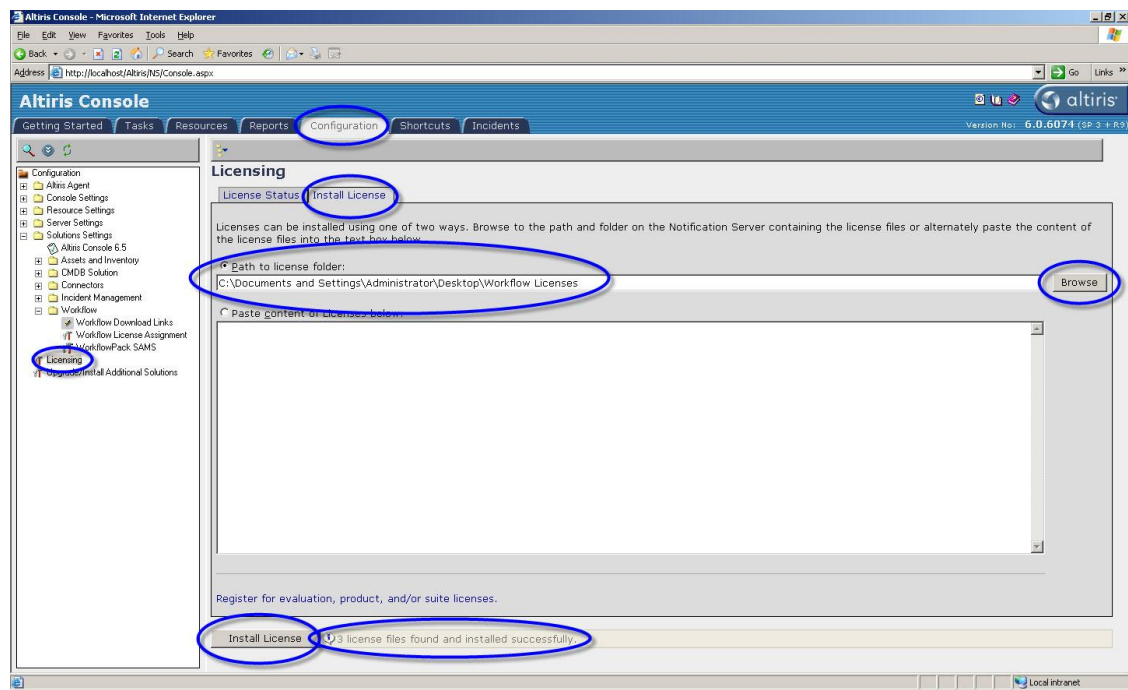 Altiris Console - Microsoft Internet Explorer
File Edit View Favorites Tools Help
Back Search Favorites
Address http://localhost/Altiris/NS/Console.aspx Go Links »
Altiris Console
altiris
Getting Started Tasks Resources Reports Configuration Shortcuts Incidents
Version No: 6.0.6074 (SP 3 + R9)
Configuration
Altiris Agent
Console Settings
Resource Settings
Server Settings
Solutions Settings
Altiris Console 6.5
Assets and Inventory
CMDB Solution
Connectors
Incident Management
Workflow
Workflow Download Links
Workflow License Assignment
WorkflowPack SAMS
Licensing
Upgrade/Install Additional Solutions
Licensing
License Status Install License
Licenses can be installed using one of two ways. Browse to the path and folder on the Notification Server containing the license files or alternately paste the content of
the license files into the text box below.
Path to license folder:
C:\Documents and Settings\Administrator\Desktop\Workflow Licenses Browse
Paste content of Licenses below:
Register for evaluation, product, and/or suite licenses.
Install License 3 license files found and installed successfully.
Local intranet